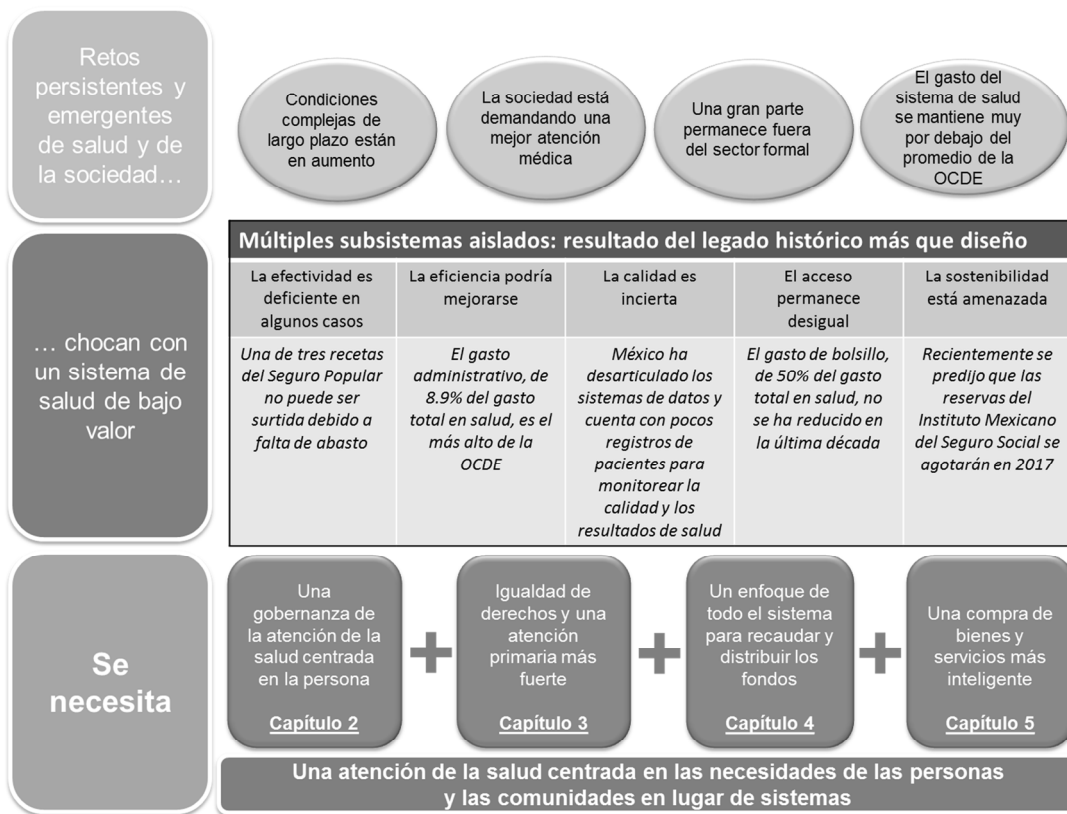 Retos
persistentes y
emergentes
de salud y de
la sociedad…
Condiciones
complejas de
largo plazo están
en aumento
La sociedad está
demandando una
mejor atención
médica
Una gran parte
permanece fuera
del sector formal
El gasto del
sistema de salud
se mantiene muy
por debajo del
promedio de la
OCDE
… chocan con
un sistema de
salud de bajo
valor
Múltiples subsistemas aislados: resultado del legado histórico más que diseño
La efectividad es
deficiente en
algunos casos
La eficiencia podría
mejorarse
La calidad es
incierta
El acceso
permanece
desigual
La sostenibilidad
está amenazada
Una de tres recetas
del Seguro Popular
no puede ser
surtida debido a
falta de abasto
El gasto
administrativo, de
8.9% del gasto
total en salud, es el
más alto de la
OCDE
México ha
desarticulado los
sistemas de datos y
cuenta con pocos
registros de
pacientes para
monitorear la
calidad y los
resultados de salud
El gasto de bolsillo,
de 50% del gasto
total en salud, no
se ha reducido en
la última década
Recientemente se
predijo que las
reservas del
Instituto Mexicano
del Seguro Social se
agotarán en 2017
Se
necesita
Una
gobernanza de
la atención de la
salud centrada
en la persona
Capítulo 2
+
Igualdad de
derechos y una
atención
primaria más
fuerte
Capítulo 3
+
Un enfoque de
todo el sistema
para recaudar y
distribuir los
fondos
Capítulo 4
+
Una compra de
bienes y
servicios más
inteligente
Capítulo 5
Una atención de la salud centrada en las necesidades de las personas
y las comunidades en lugar de sistemas